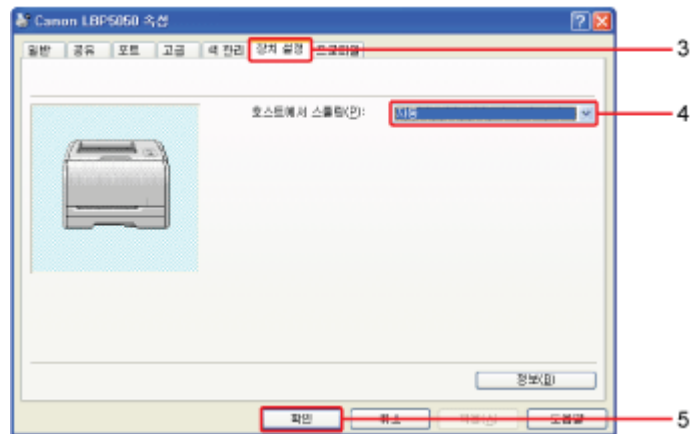 Canon LBP5050 속성
일반 공유 포트 고급 색 관리 장치 설정 프로파일
3
호스트에서 스풀링(P): 자동
4
정보(B)
확인 취소 적용(A) 도움말
5